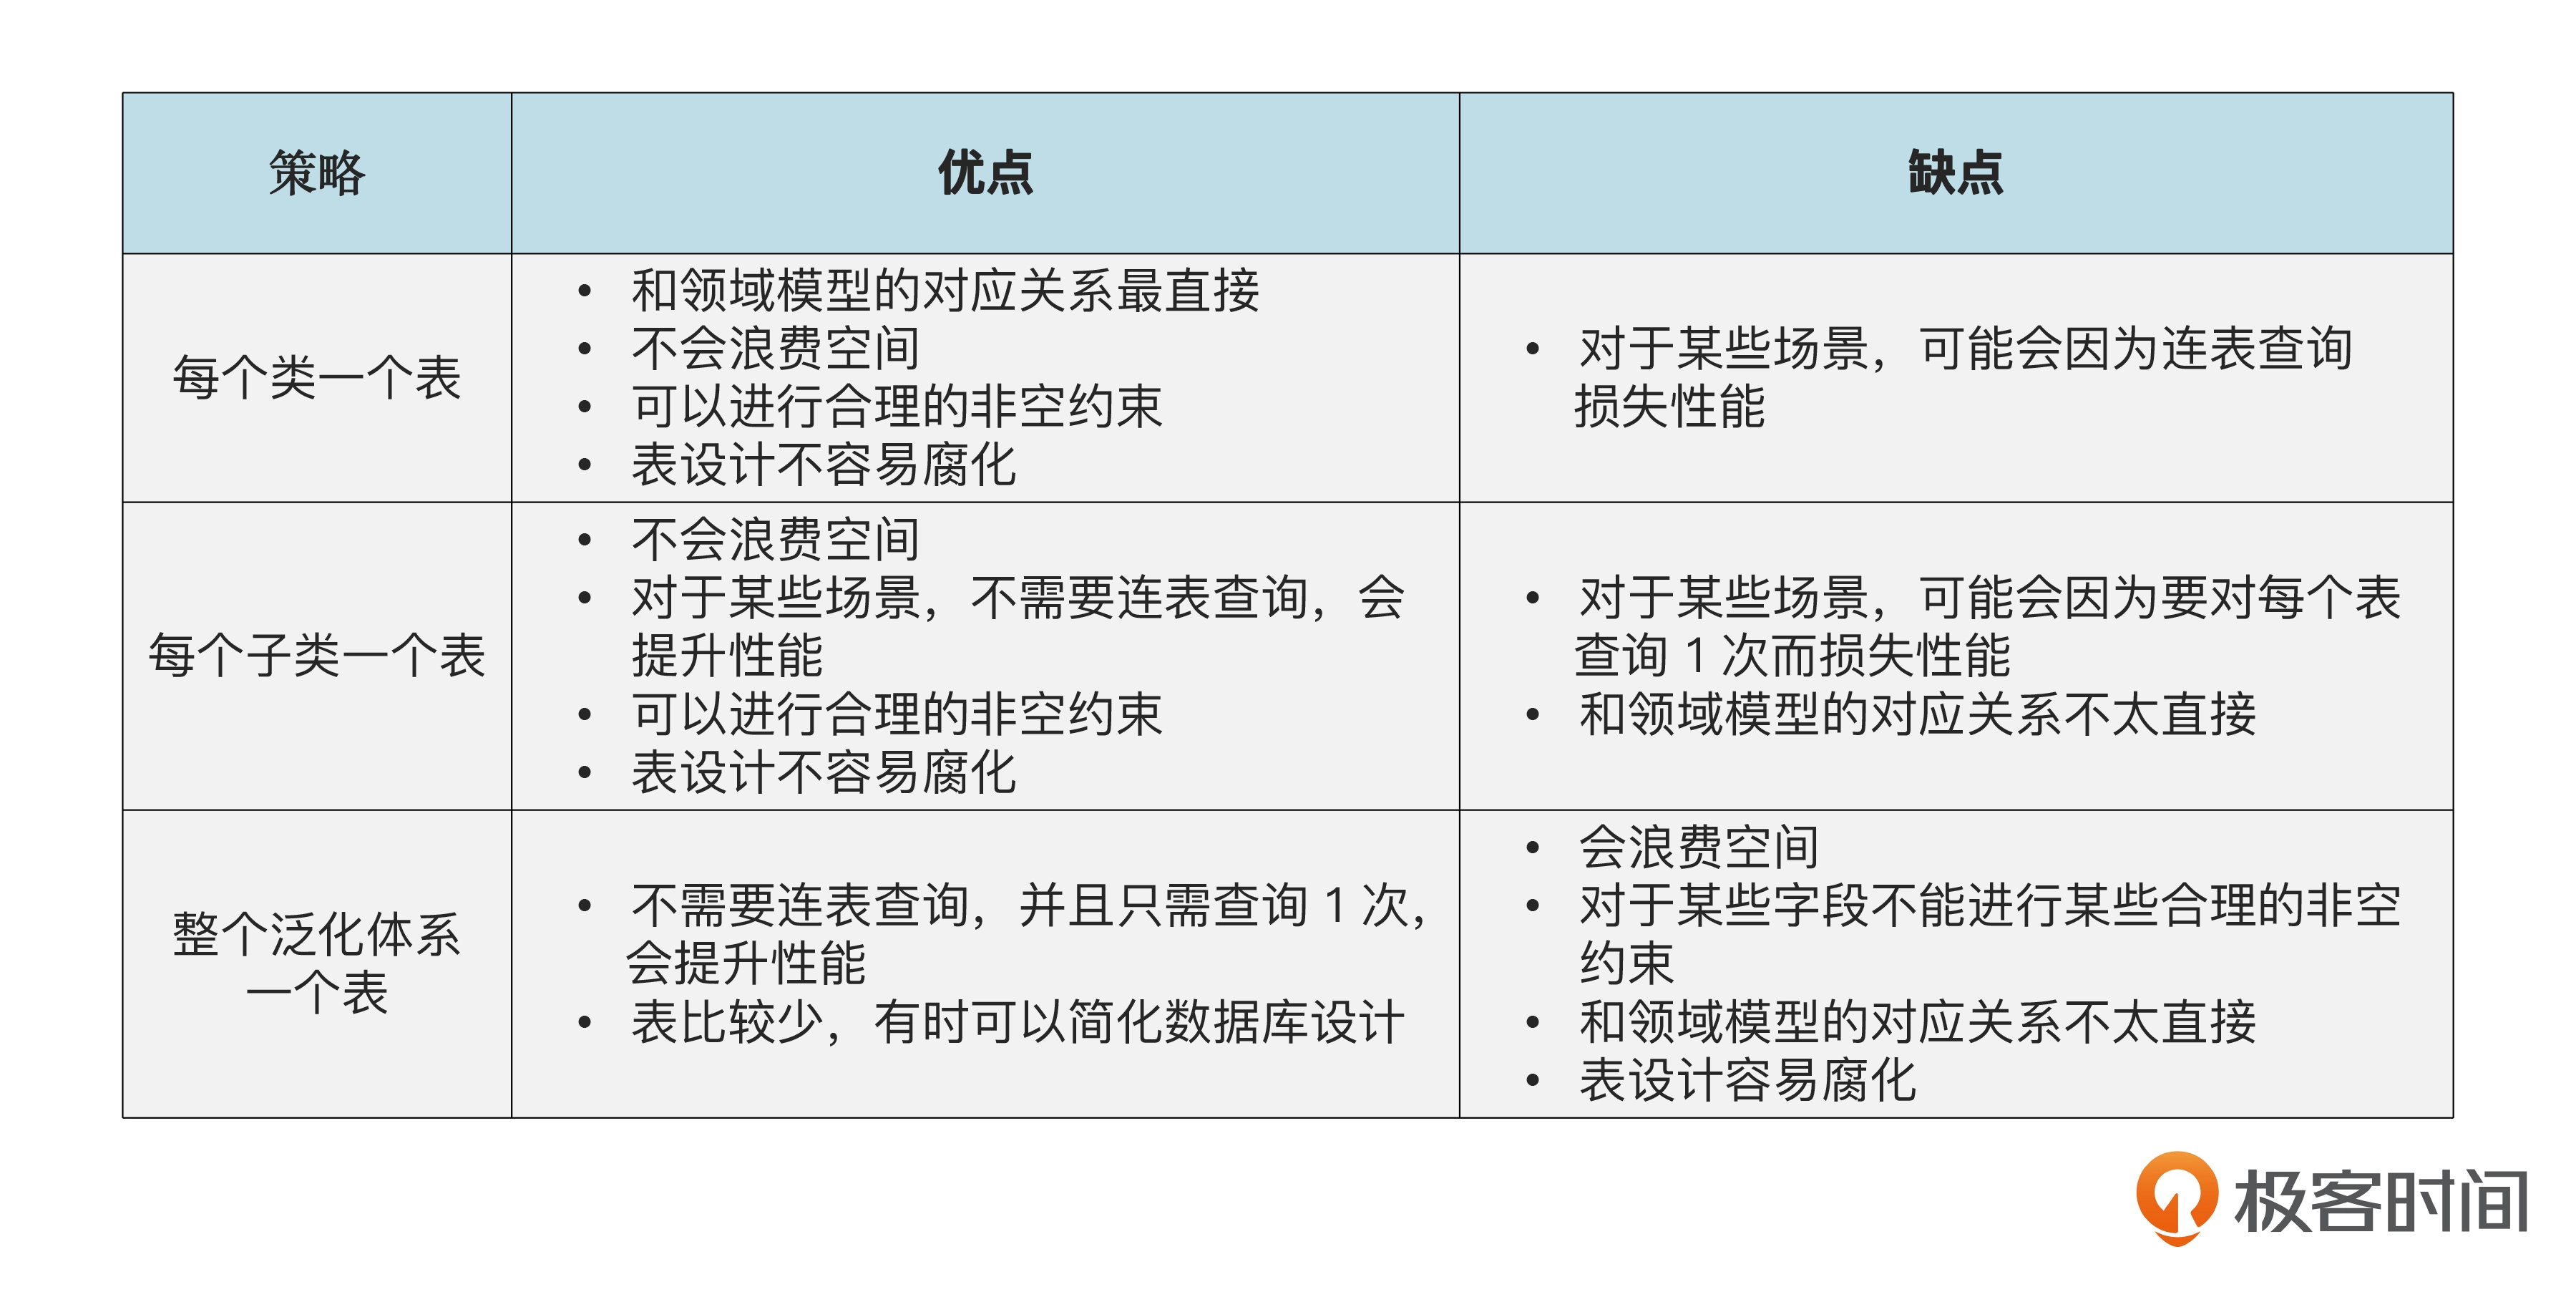 策略
优点
缺点
每个类一个表
• 和领域模型的对应关系最直接
• 不会浪费空间
• 可以进行合理的非空约束
• 表设计不容易腐化
• 对于某些场景，可能会因为连表查询
损失性能
每个子类一个表
• 不会浪费空间
• 对于某些场景，不需要连表查询，会
提升性能
• 可以进行合理的非空约束
• 表设计不容易腐化
• 对于某些场景，可能会因为要对每个表
查询 1 次而损失性能
• 和领域模型的对应关系不太直接
整个泛化体系
一个表
• 不需要连表查询，并且只需查询 1 次，
会提升性能
• 表比较少，有时可以简化数据库设计
• 会浪费空间
• 对于某些字段不能进行某些合理的非空
约束
• 和领域模型的对应关系不太直接
• 表设计容易腐化
极客时间